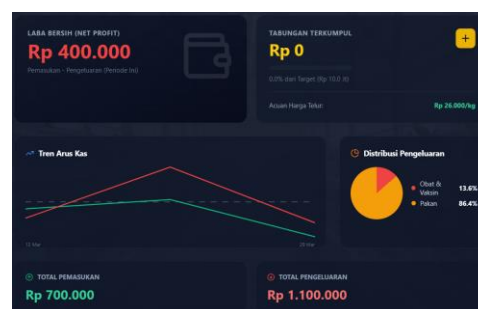 LABA BERSIH (NET PROFIT)
Rp 400.000
Pemasukan - Pengeluaran (Periode Ini)
TABUNGAN TERKUMPUL
Rp 0
+
0.0% dari Target (Rp 10.0 Jt)
Acuan Harga Telur:
Rp 26.000/kg
Tren Arus Kas
13 Mar
28 Mar
Distribusi Pengeluaran
Obat &
Vaksin
13.6%
Pakan
86.4%
TOTAL PEMASUKAN
Rp 700.000
TOTAL PENGELUARAN
Rp 1.100.000